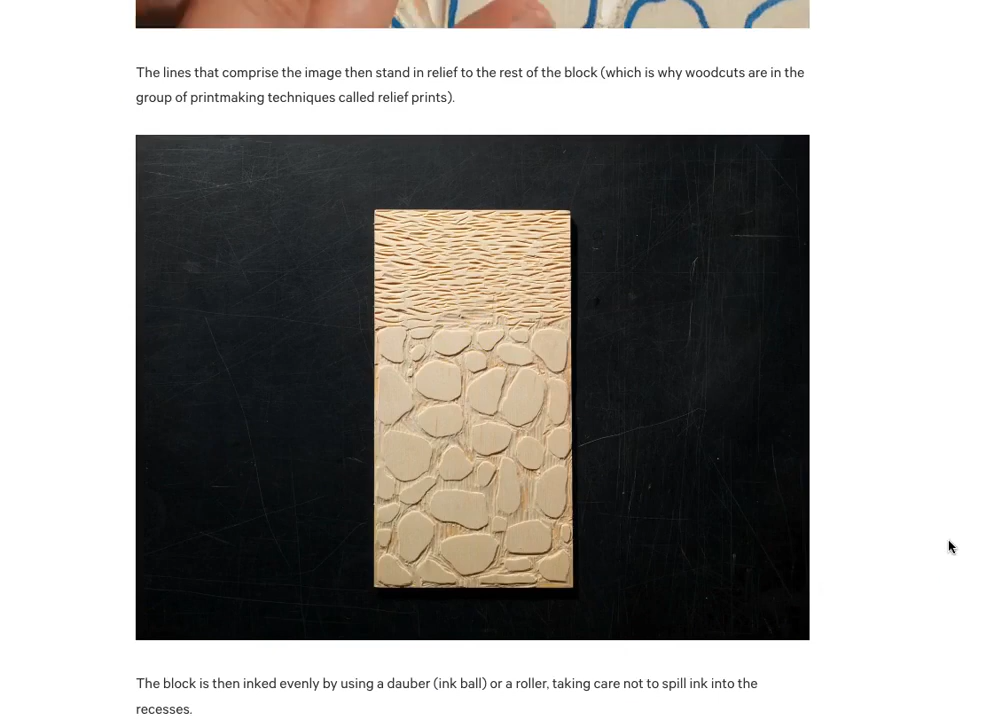 The lines that comprise the image then stand in relief to the rest of the block (which is why woodcuts are in the
group of printmaking techniques called relief prints).
The block is then inked evenly by using a dauber (ink ball) or a roller, taking care not to spill ink into the
recesses.